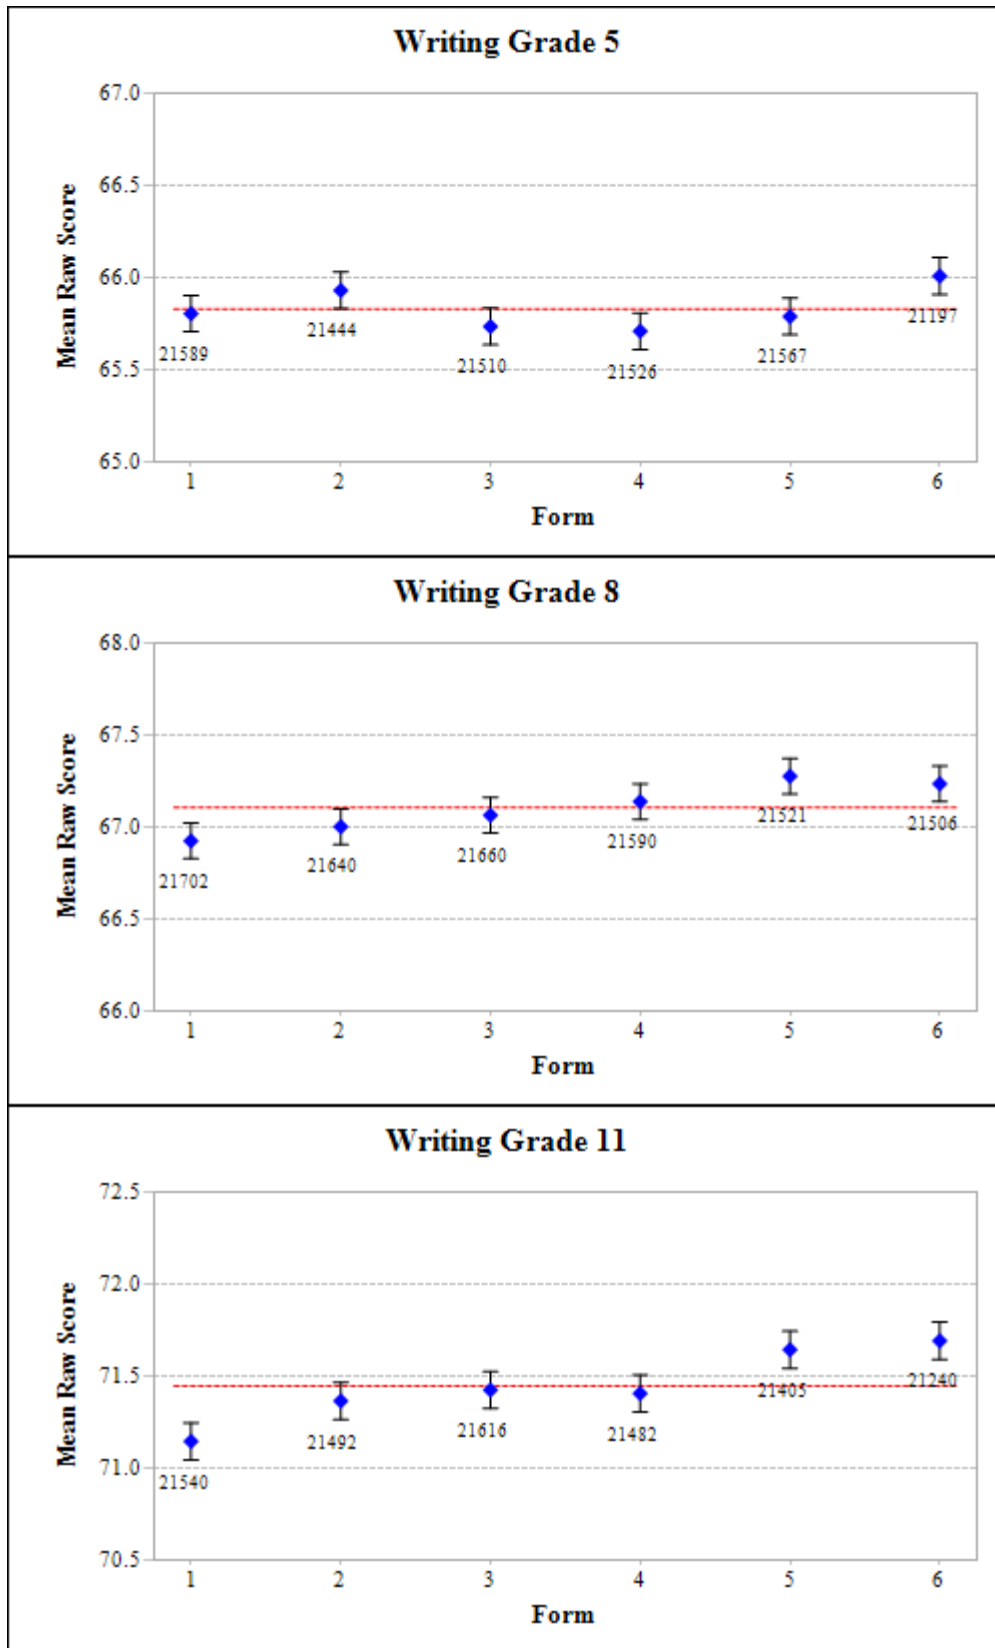 Writing Grade 5
67.0
66.5
66.0
65.5
65.0
Mean Raw Score
21589
21444
21510
21526
21567
21197
1 2 3 4 5 6
Form
Writing Grade 8
68.0
67.5
67.0
66.5
66.0
Mean Raw Score
21702
21640
21660
21590
21521
21506
1 2 3 4 5 6
Form
Writing Grade 11
72.5
72.0
71.5
71.0
70.5
Mean Raw Score
21540
21492
21616
21482
21405
21240
1 2 3 4 5 6
Form